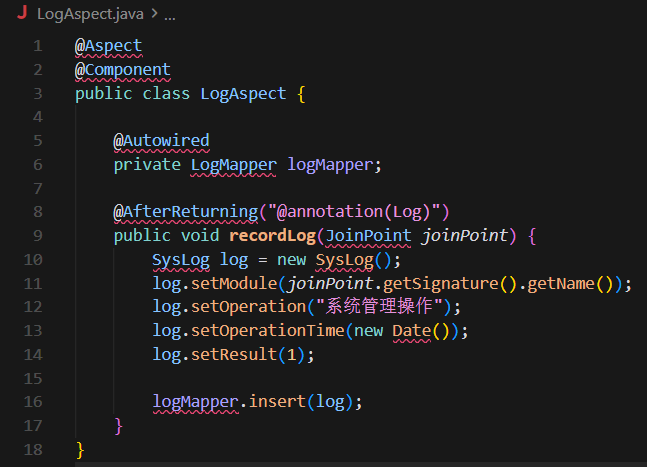 J LogAspect.java > ...
1 @Aspect
2 @Component
3 public class LogAspect {
4
5     @Autowired
6     private LogMapper logMapper;
7
8     @AfterReturning("@annotation(Log)")
9     public void recordLog(JoinPoint joinPoint) {
10         SysLog log = new SysLog();
11         log.setModule(joinPoint.getSignature().getName());
12         log.setOperation("系统管理操作");
13         log.setOperationTime(new Date());
14         log.setResult(1);
15
16         logMapper.insert(log);
17     }
18 }